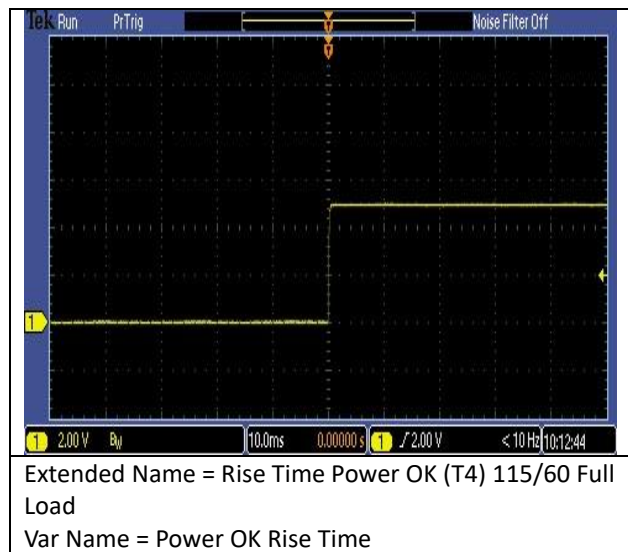 Tek Run PrTrig Noise Filter Off
T
1
1 2.00 V BW 10.0ms 0.00000 s 1 2.00 V < 10 Hz 10:12:44
Extended Name = Rise Time Power OK (T4) 115/60 Full
Load
Var Name = Power OK Rise Time